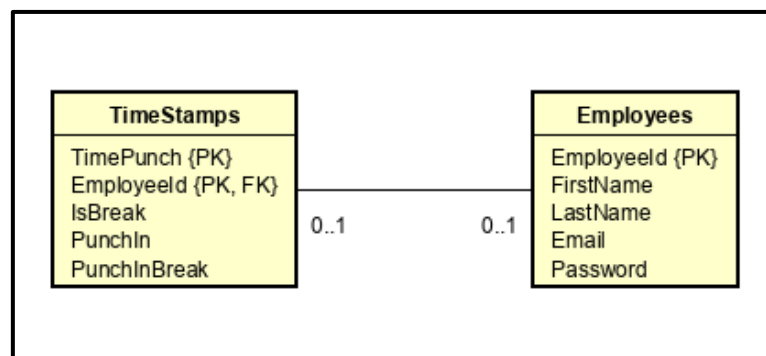 TimeStamps
TimePunch {PK}
EmployeeId {PK, FK}
IsBreak
PunchIn
PunchInBreak
0..1
0..1
Employees
EmployeeId {PK}
FirstName
LastName
Email
Password